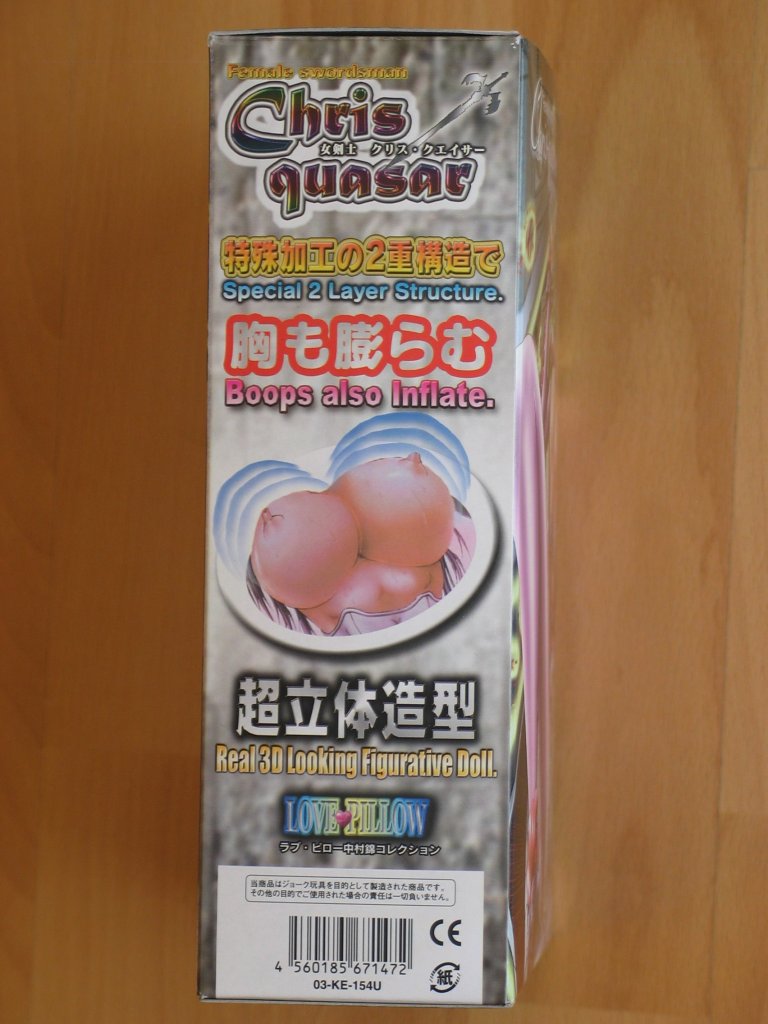 Female swordsman
Chris
女剣士 クリス・クエイサー
quasar
特殊加工の2重構造で
Special 2 Layer Structure.
胸も膨らむ
Boops also Inflate.
超立体造型
Real 3D Looking Figurative Doll.
LOVE PILLOW
ラブ・ピロー中村錦コレクション
当商品はジョーク玩具を目的として製造された商品です。
その他の目的でご使用された場合の責任は一切負いません。
CE
4 560185 671472
03-KE-154U
紙